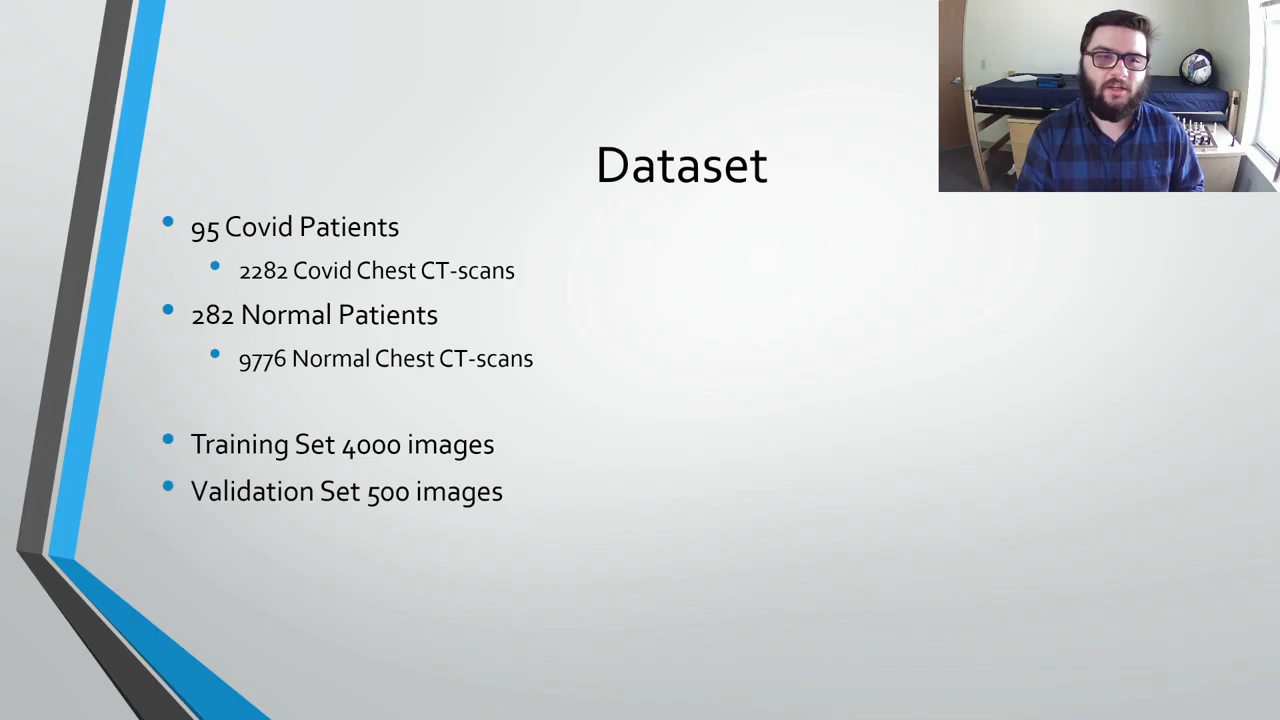 Dataset
95 Covid Patients
2282 Covid Chest CT-scans
282 Normal Patients
9776 Normal Chest CT-scans
Training Set 4000 images
Validation Set 500 images